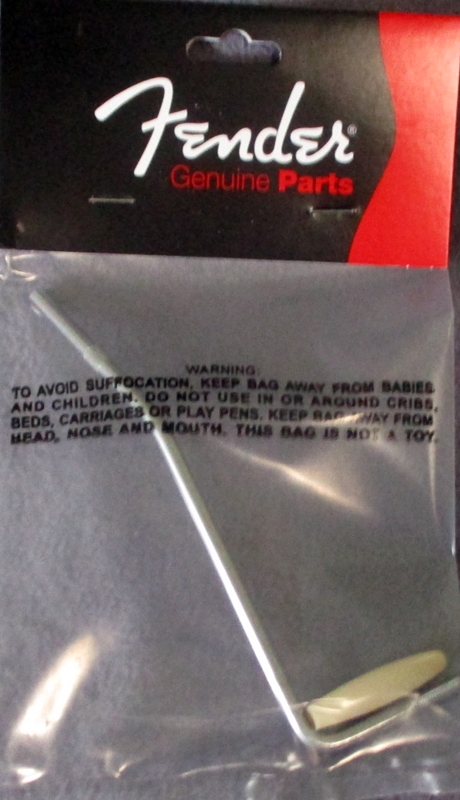 Fender®
Genuine Parts
WARNING:
TO AVOID SUFFOCATION, KEEP BAG AWAY FROM BABIES
AND CHILDREN. DO NOT USE IN OR AROUND CRIBS,
BEDS, CARRIAGES OR PLAY PENS. KEEP BAG AWAY FROM
HEAD, NOSE AND MOUTH. THIS BAG IS NOT A TOY.